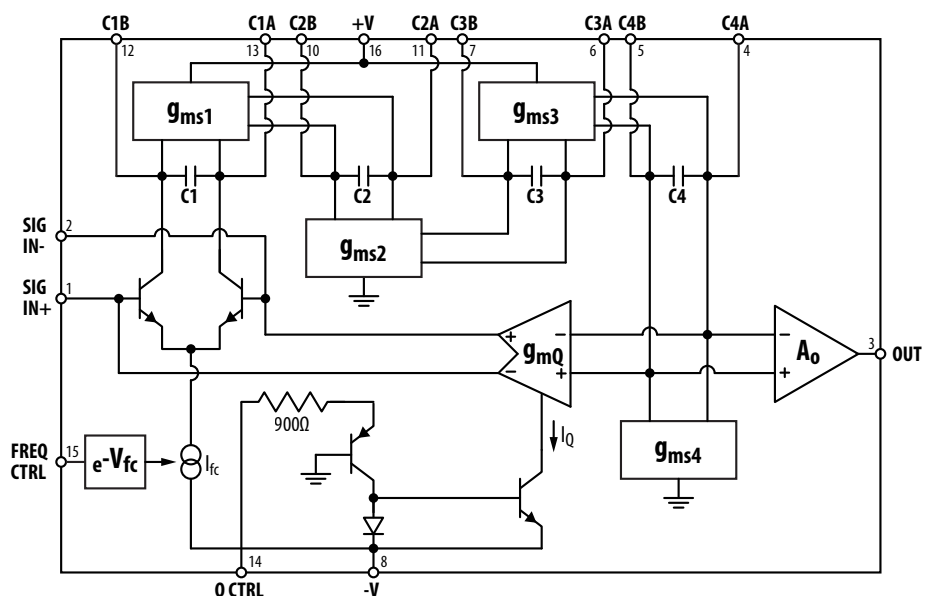 C1B C1A C2B +V C2A C3B C3A C4B C4A
12 13 10 16 11 7 6 5 4
gms1 gms3
C1 C2 C3 C4
SIG IN- 2
gms2
SIG IN+ 1
gmQ + − − +
Ao − + 3 OUT
900Ω
IQ
FREQ CTRL 15
e-Vfc
Ifc
gms4
14 8
Q CTRL -V